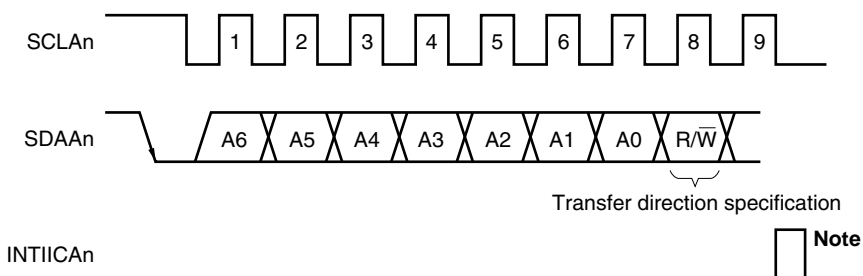 SCLAn 1 2 3 4 5 6 7 8 9
SDAAn A6 A5 A4 A3 A2 A1 A0 R/W̅
Transfer direction specification
INTIICAn Note